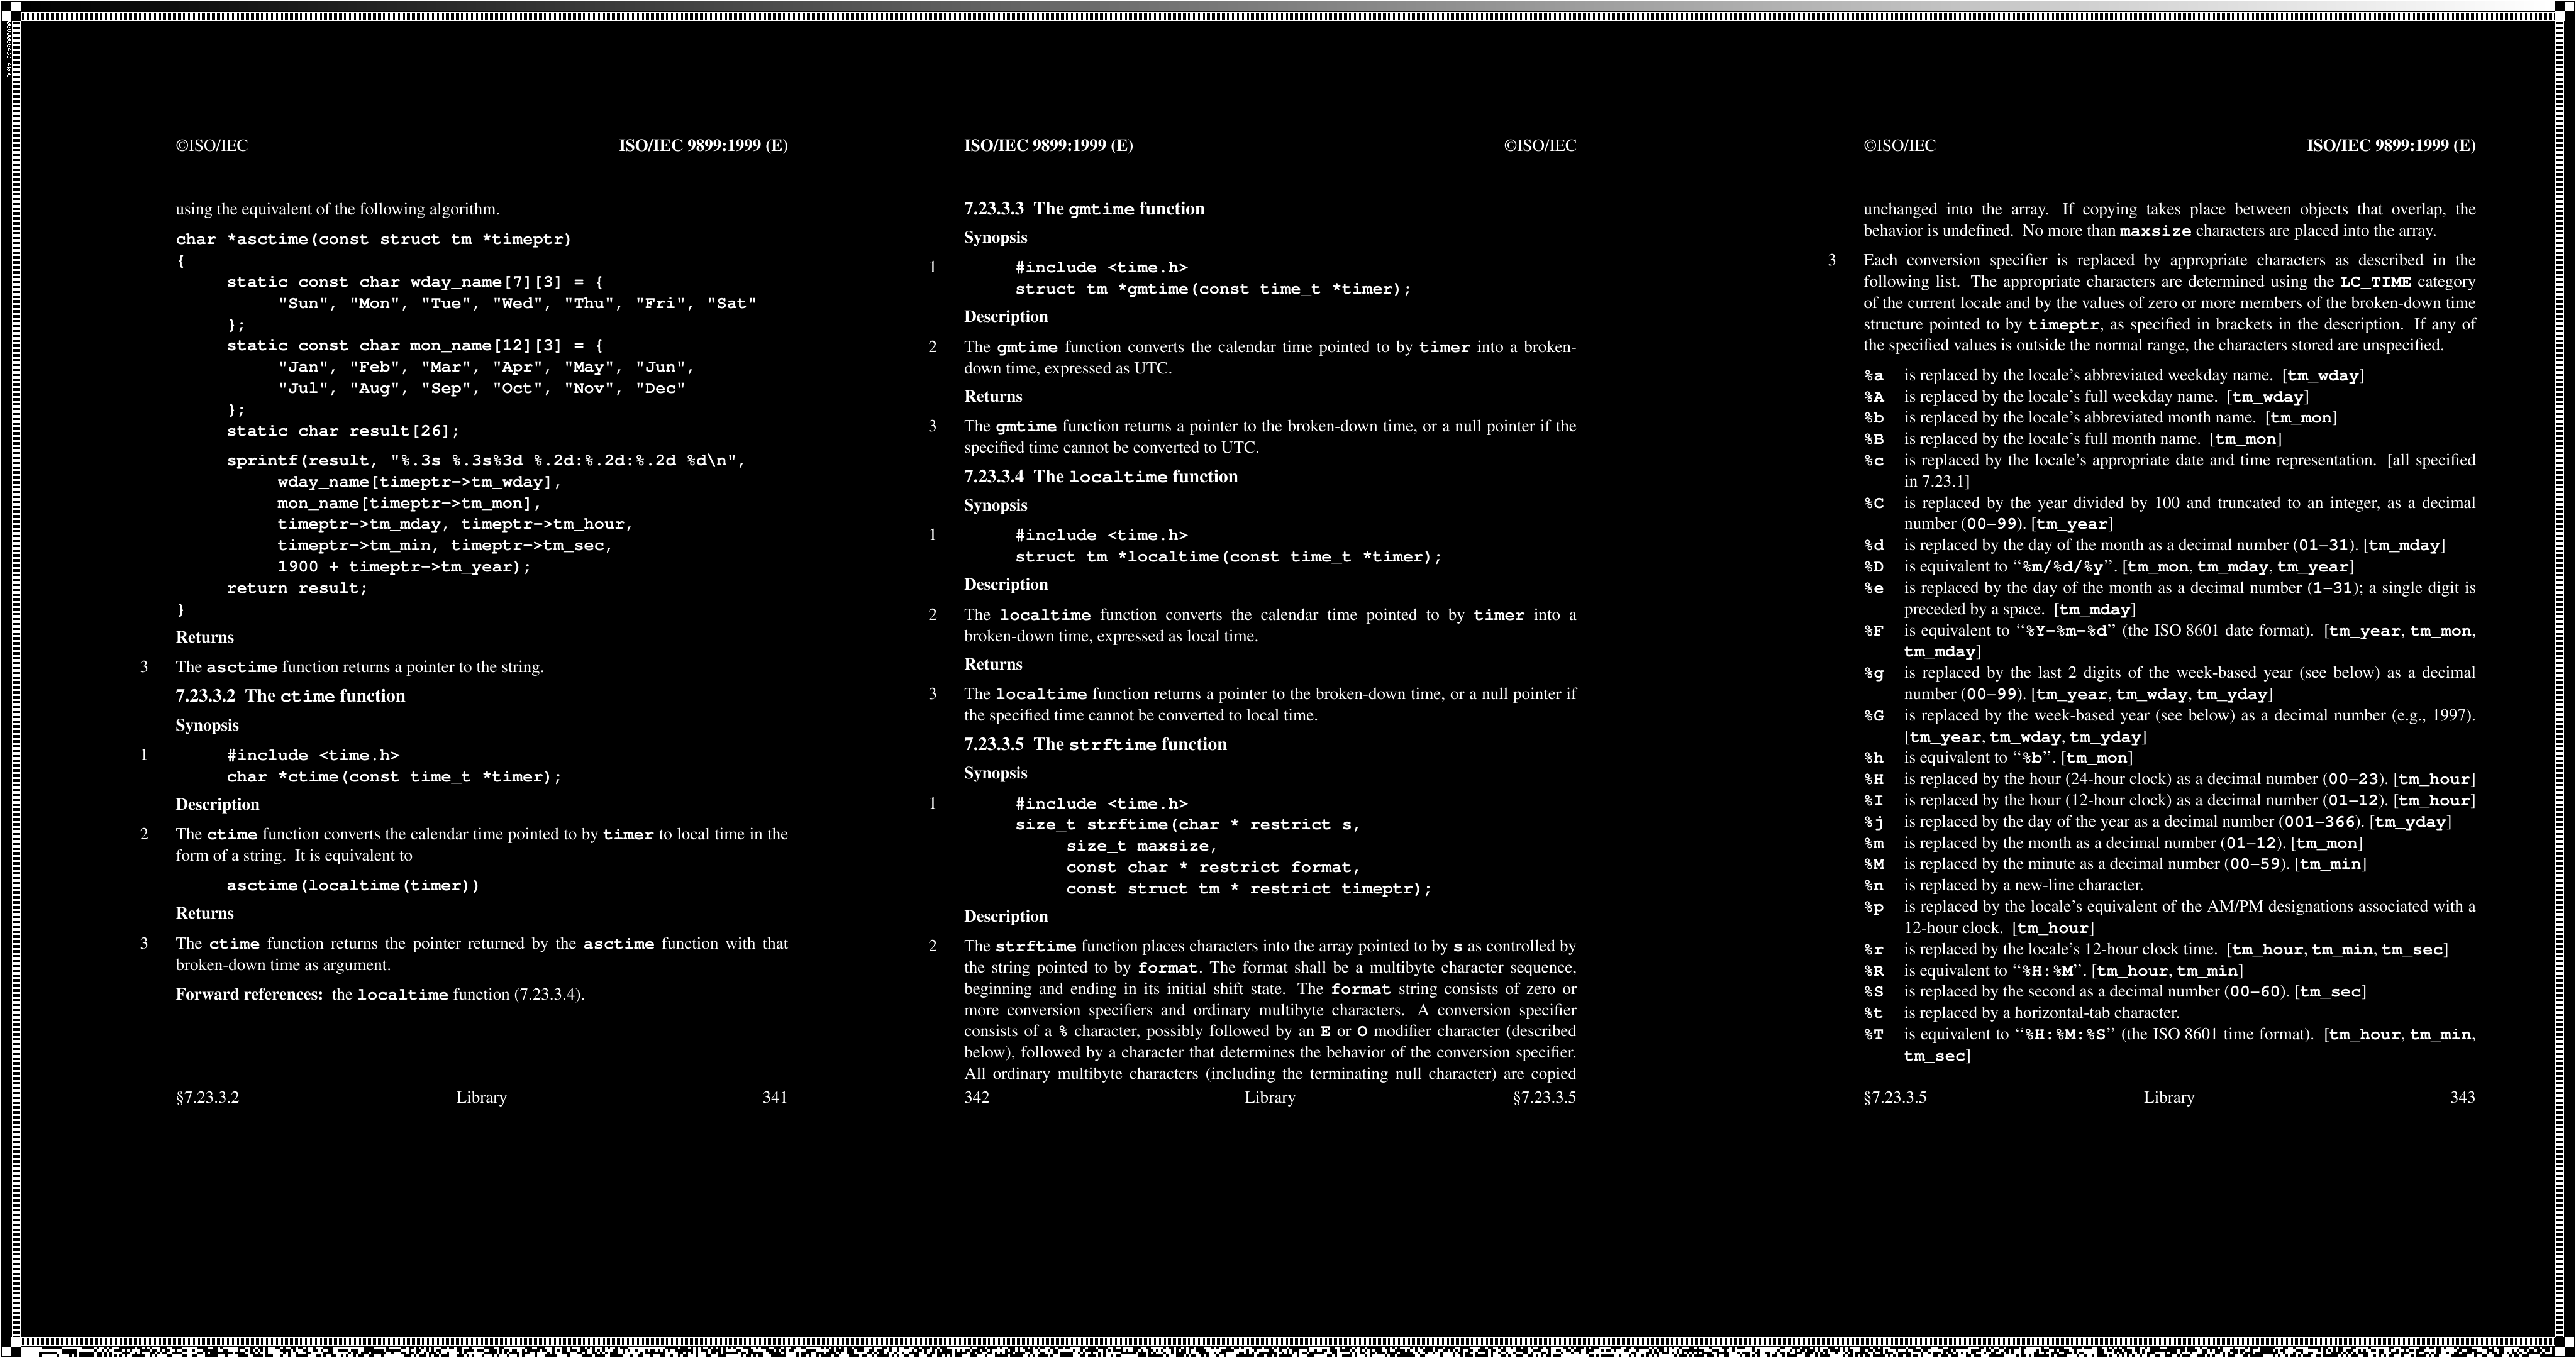 ©ISO/IEC ISO/IEC 9899:1999 (E)
using the equivalent of the following algorithm.
char *asctime(const struct tm *timeptr)
{
static const char wday_name[7][3] = {
"Sun", "Mon", "Tue", "Wed", "Thu", "Fri", "Sat"
};
static const char mon_name[12][3] = {
"Jan", "Feb", "Mar", "Apr", "May", "Jun",
"Jul", "Aug", "Sep", "Oct", "Nov", "Dec"
};
static char result[26];
sprintf(result, "%.3s %.3s%3d %.2d:%.2d:%.2d %d\n",
wday_name[timeptr->tm_wday],
mon_name[timeptr->tm_mon],
timeptr->tm_mday, timeptr->tm_hour,
timeptr->tm_min, timeptr->tm_sec,
1900 + timeptr->tm_year);
return result;
}
Returns
3 The asctime function returns a pointer to the string.
7.23.3.2 The ctime function
Synopsis
1 #include <time.h>
char *ctime(const time_t *timer);
Description
2 The ctime function converts the calendar time pointed to by timer to local time in the
form of a string. It is equivalent to
asctime(localtime(timer))
Returns
3 The ctime function returns the pointer returned by the asctime function with that
broken-down time as argument.
Forward references: the localtime function (7.23.3.4).
§7.23.3.2 Library 341
ISO/IEC 9899:1999 (E) ©ISO/IEC
7.23.3.3 The gmtime function
Synopsis
1 #include <time.h>
struct tm *gmtime(const time_t *timer);
Description
2 The gmtime function converts the calendar time pointed to by timer into a broken-
down time, expressed as UTC.
Returns
3 The gmtime function returns a pointer to the broken-down time, or a null pointer if the
specified time cannot be converted to UTC.
7.23.3.4 The localtime function
Synopsis
1 #include <time.h>
struct tm *localtime(const time_t *timer);
Description
2 The localtime function converts the calendar time pointed to by timer into a
broken-down time, expressed as local time.
Returns
3 The localtime function returns a pointer to the broken-down time, or a null pointer if
the specified time cannot be converted to local time.
7.23.3.5 The strftime function
Synopsis
1 #include <time.h>
size_t strftime(char * restrict s,
size_t maxsize,
const char * restrict format,
const struct tm * restrict timeptr);
Description
2 The strftime function places characters into the array pointed to by s as controlled by
the string pointed to by format. The format shall be a multibyte character sequence,
beginning and ending in its initial shift state. The format string consists of zero or
more conversion specifiers and ordinary multibyte characters. A conversion specifier
consists of a % character, possibly followed by an E or O modifier character (described
below), followed by a character that determines the behavior of the conversion specifier.
All ordinary multibyte characters (including the terminating null character) are copied
342 Library §7.23.3.5
©ISO/IEC ISO/IEC 9899:1999 (E)
unchanged into the array. If copying takes place between objects that overlap, the
behavior is undefined. No more than maxsize characters are placed into the array.
3 Each conversion specifier is replaced by appropriate characters as described in the
following list. The appropriate characters are determined using the LC_TIME category
of the current locale and by the values of zero or more members of the broken-down time
structure pointed to by timeptr, as specified in brackets in the description. If any of
the specified values is outside the normal range, the characters stored are unspecified.
%a is replaced by the locale’s abbreviated weekday name. [tm_wday]
%A is replaced by the locale’s full weekday name. [tm_wday]
%b is replaced by the locale’s abbreviated month name. [tm_mon]
%B is replaced by the locale’s full month name. [tm_mon]
%c is replaced by the locale’s appropriate date and time representation. [all specified
in 7.23.1]
%C is replaced by the year divided by 100 and truncated to an integer, as a decimal
number (00−99). [tm_year]
%d is replaced by the day of the month as a decimal number (01−31). [tm_mday]
%D is equivalent to ‘‘%m/%d/%y’’. [tm_mon, tm_mday, tm_year]
%e is replaced by the day of the month as a decimal number (1−31); a single digit is
preceded by a space. [tm_mday]
%F is equivalent to ‘‘%Y−%m−%d’’ (the ISO 8601 date format). [tm_year, tm_mon,
tm_mday]
%g is replaced by the last 2 digits of the week-based year (see below) as a decimal
number (00−99). [tm_year, tm_wday, tm_yday]
%G is replaced by the week-based year (see below) as a decimal number (e.g., 1997).
[tm_year, tm_wday, tm_yday]
%h is equivalent to ‘‘%b’’. [tm_mon]
%H is replaced by the hour (24-hour clock) as a decimal number (00−23). [tm_hour]
%I is replaced by the hour (12-hour clock) as a decimal number (01−12). [tm_hour]
%j is replaced by the day of the year as a decimal number (001−366). [tm_yday]
%m is replaced by the month as a decimal number (01−12). [tm_mon]
%M is replaced by the minute as a decimal number (00−59). [tm_min]
%n is replaced by a new-line character.
%p is replaced by the locale’s equivalent of the AM/PM designations associated with a
12-hour clock. [tm_hour]
%r is replaced by the locale’s 12-hour clock time. [tm_hour, tm_min, tm_sec]
%R is equivalent to ‘‘%H:%M’’. [tm_hour, tm_min]
%S is replaced by the second as a decimal number (00−60). [tm_sec]
%t is replaced by a horizontal-tab character.
%T is equivalent to ‘‘%H:%M:%S’’ (the ISO 8601 time format). [tm_hour, tm_min,
tm_sec]
§7.23.3.5 Library 343